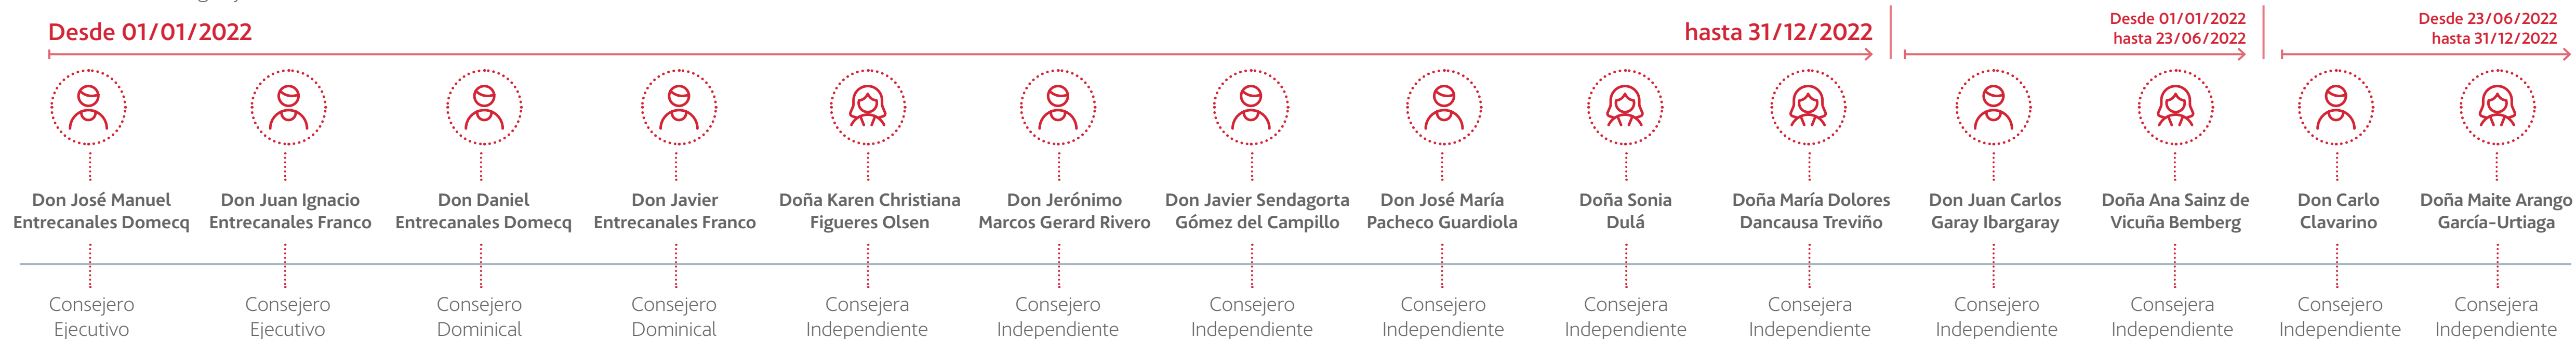 Desde 01/01/2022
hasta 31/12/2022
Desde 01/01/2022
hasta 23/06/2022
Desde 23/06/2022
hasta 31/12/2022
Don José Manuel
Entrecanales Domecq
Don Juan Ignacio
Entrecanales Franco
Don Daniel
Entrecanales Domecq
Don Javier
Entrecanales Franco
Doña Karen Christiana
Figueres Olsen
Don Jerónimo
Marcos Gerard Rivero
Don Javier Sendagorta
Gómez del Campillo
Don José María
Pacheco Guardiola
Doña Sonia
Dulá
Doña María Dolores
Dancausa Treviño
Don Juan Carlos
Garay Ibargaray
Doña Ana Sainz de
Vicuña Bemberg
Don Carlo
Clavarino
Doña Maite Arango
García-Urtiaga
Consejero
Ejecutivo
Consejero
Ejecutivo
Consejero
Dominical
Consejero
Dominical
Consejera
Independiente
Consejero
Independiente
Consejero
Independiente
Consejero
Independiente
Consejera
Independiente
Consejera
Independiente
Consejero
Independiente
Consejera
Independiente
Consejero
Independiente
Consejera
Independiente